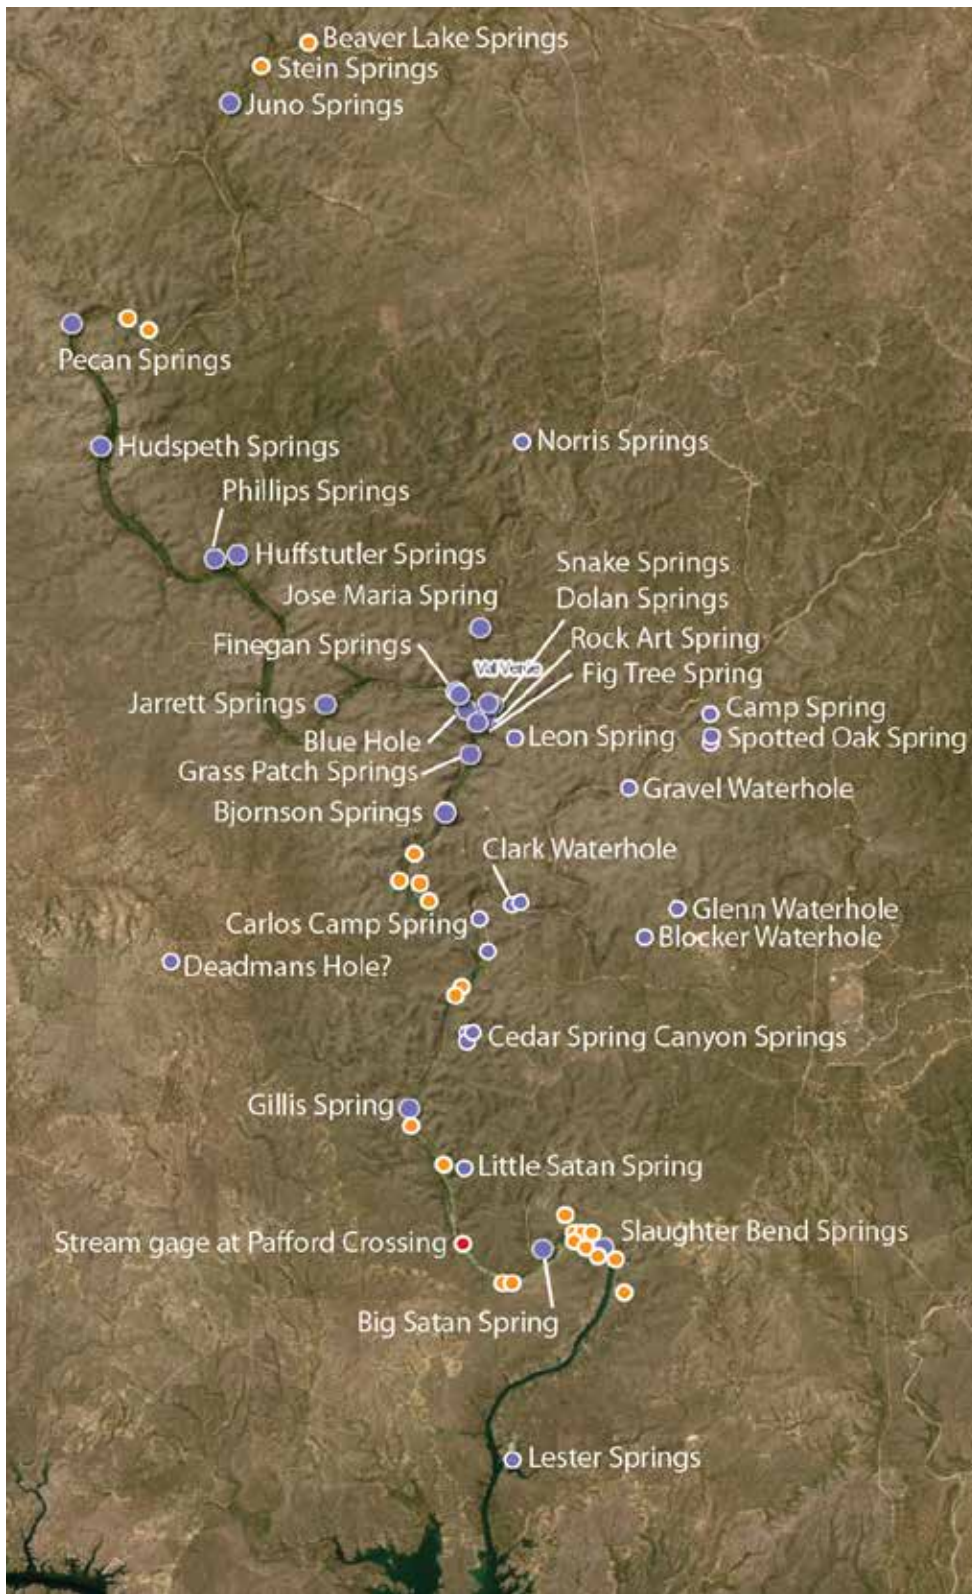 Beaver Lake Springs
Stein Springs
Juno Springs
Pecan Springs
Hudspeth Springs
Norris Springs
Phillips Springs
Huffstutler Springs
Snake Springs
Jose Maria Spring
Dolan Springs
Finegan Springs
Rock Art Spring
Val Verde
Fig Tree Spring
Jarrett Springs
Camp Spring
Blue Hole
Leon Spring
Spotted Oak Spring
Grass Patch Springs
Gravel Waterhole
Bjornson Springs
Clark Waterhole
Carlos Camp Spring
Glenn Waterhole
Blocker Waterhole
Deadmans Hole?
Cedar Spring Canyon Springs
Gillis Spring
Little Satan Spring
Stream gage at Pafford Crossing
Slaughter Bend Springs
Big Satan Spring
Lester Springs